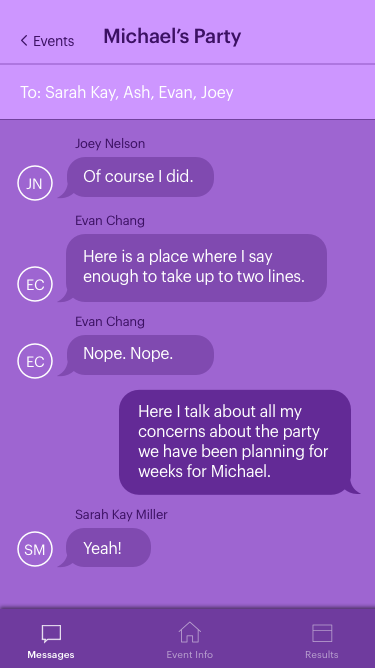 Events
Michael's Party
To: Sarah Kay, Ash, Evan, Joey
Joey Nelson
JN
Of course I did.
Evan Chang
Here is a place where I say
enough to take up to two lines.
EC
Evan Chang
Nope. Nope.
EC
Here I talk about all my
concerns about the party
we have been planning for
weeks for Michael.
Sarah Kay Miller
SM
Yeah!
Messages
Event Info
Results